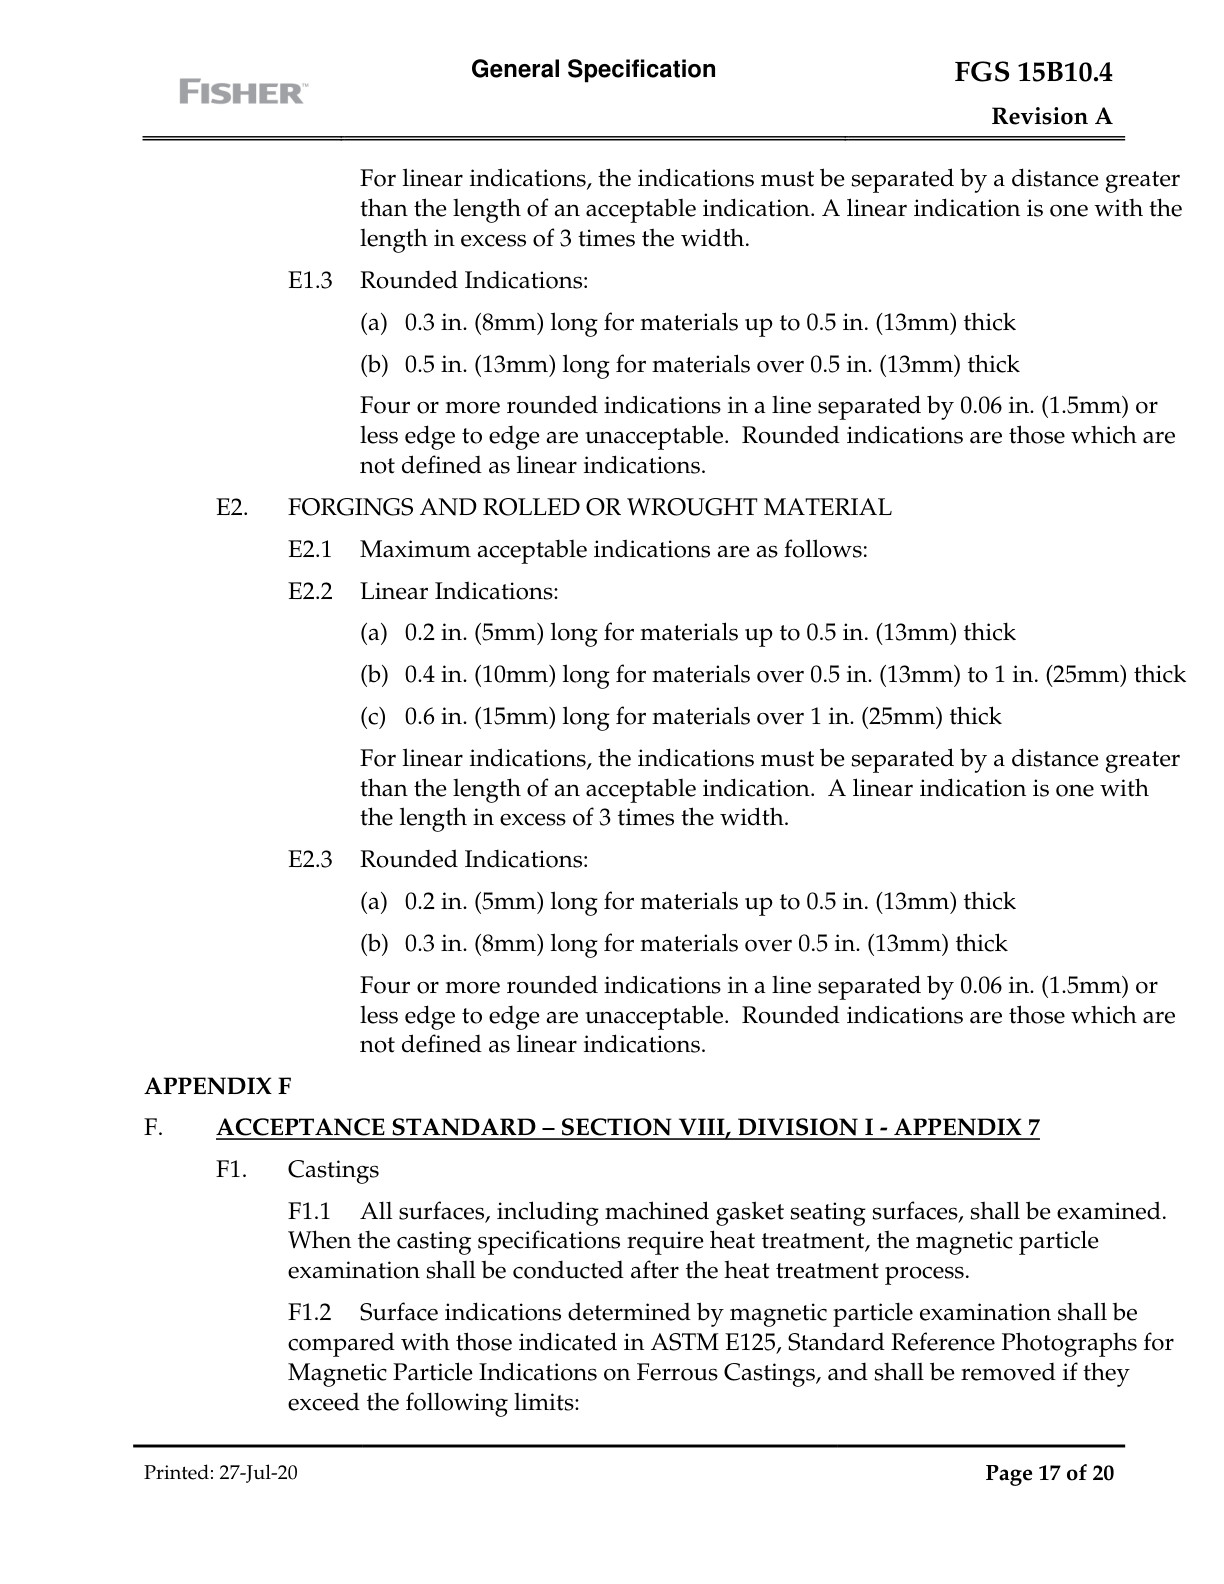 FISHER™
General Specification
FGS 15B10.4
Revision A
For linear indications, the indications must be separated by a distance greater
than the length of an acceptable indication. A linear indication is one with the
length in excess of 3 times the width.
E1.3 Rounded Indications:
(a) 0.3 in. (8mm) long for materials up to 0.5 in. (13mm) thick
(b) 0.5 in. (13mm) long for materials over 0.5 in. (13mm) thick
Four or more rounded indications in a line separated by 0.06 in. (1.5mm) or
less edge to edge are unacceptable.  Rounded indications are those which are
not defined as linear indications.
E2. FORGINGS AND ROLLED OR WROUGHT MATERIAL
E2.1 Maximum acceptable indications are as follows:
E2.2 Linear Indications:
(a) 0.2 in. (5mm) long for materials up to 0.5 in. (13mm) thick
(b) 0.4 in. (10mm) long for materials over 0.5 in. (13mm) to 1 in. (25mm) thick
(c) 0.6 in. (15mm) long for materials over 1 in. (25mm) thick
For linear indications, the indications must be separated by a distance greater
than the length of an acceptable indication.  A linear indication is one with
the length in excess of 3 times the width.
E2.3 Rounded Indications:
(a) 0.2 in. (5mm) long for materials up to 0.5 in. (13mm) thick
(b) 0.3 in. (8mm) long for materials over 0.5 in. (13mm) thick
Four or more rounded indications in a line separated by 0.06 in. (1.5mm) or
less edge to edge are unacceptable.  Rounded indications are those which are
not defined as linear indications.
APPENDIX F
F. ACCEPTANCE STANDARD – SECTION VIII, DIVISION I - APPENDIX 7
F1. Castings
F1.1 All surfaces, including machined gasket seating surfaces, shall be examined.
When the casting specifications require heat treatment, the magnetic particle
examination shall be conducted after the heat treatment process.
F1.2 Surface indications determined by magnetic particle examination shall be
compared with those indicated in ASTM E125, Standard Reference Photographs for
Magnetic Particle Indications on Ferrous Castings, and shall be removed if they
exceed the following limits:
Printed: 27-Jul-20
Page 17 of 20